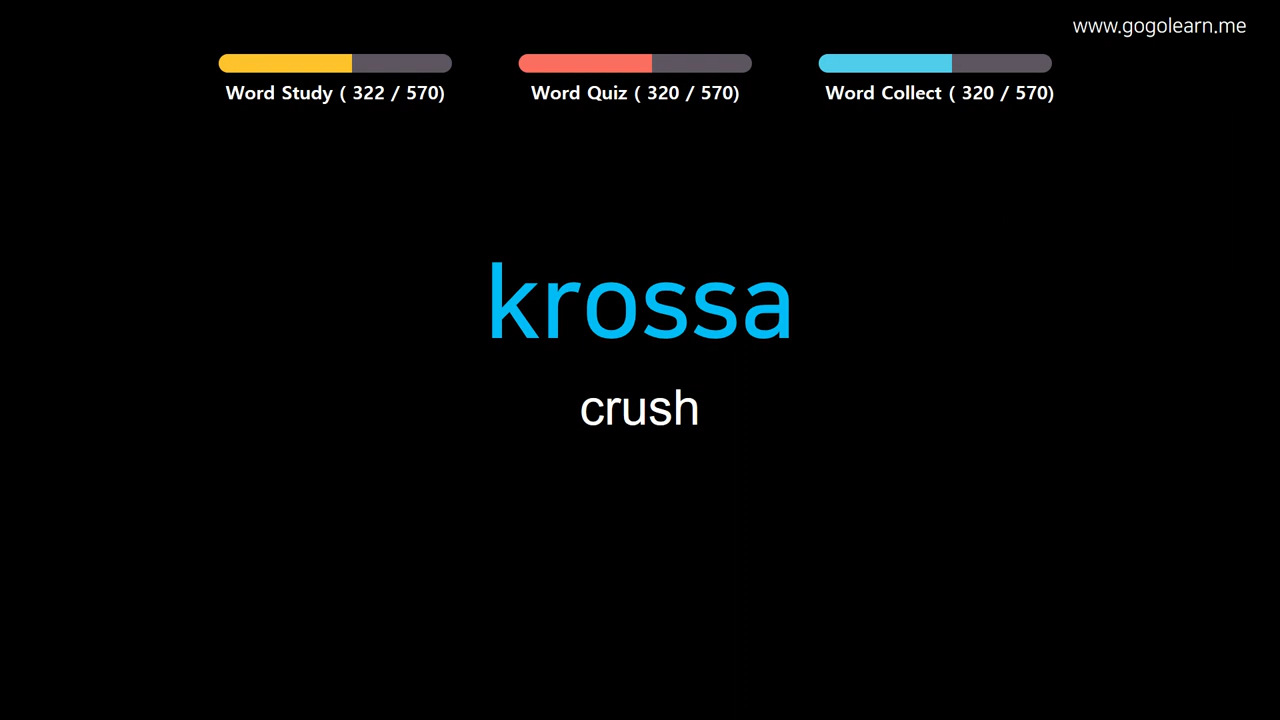 www.gogolearn.me
Word Study ( 322 / 570)
Word Quiz ( 320 / 570)
Word Collect ( 320 / 570)
krossa
crush